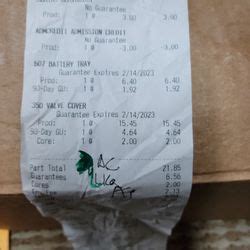 No Guarantee
Prod: 1 @ 3.00 3.00
ADMCREDIT ADMISSION CREDIT
No Guarantee
Prod: 1 @ -3.00 -3.00
607 BATTERY TRAY
Guarantee Expires 2/14/2023
Prod: 1 @ 6.40 6.40
90-Day GU: 1 @ 1.92 1.92
350 VALVE COVER
Guarantee Expires 2/14/2023
Prod: 1 @ 15.45 15.45
90-Day GU: 1 @ 4.64 4.64
Core: 1 @ 2.00 2.00
Part Total 21.85
Guarantees 6.56
Cores 2.00
AC